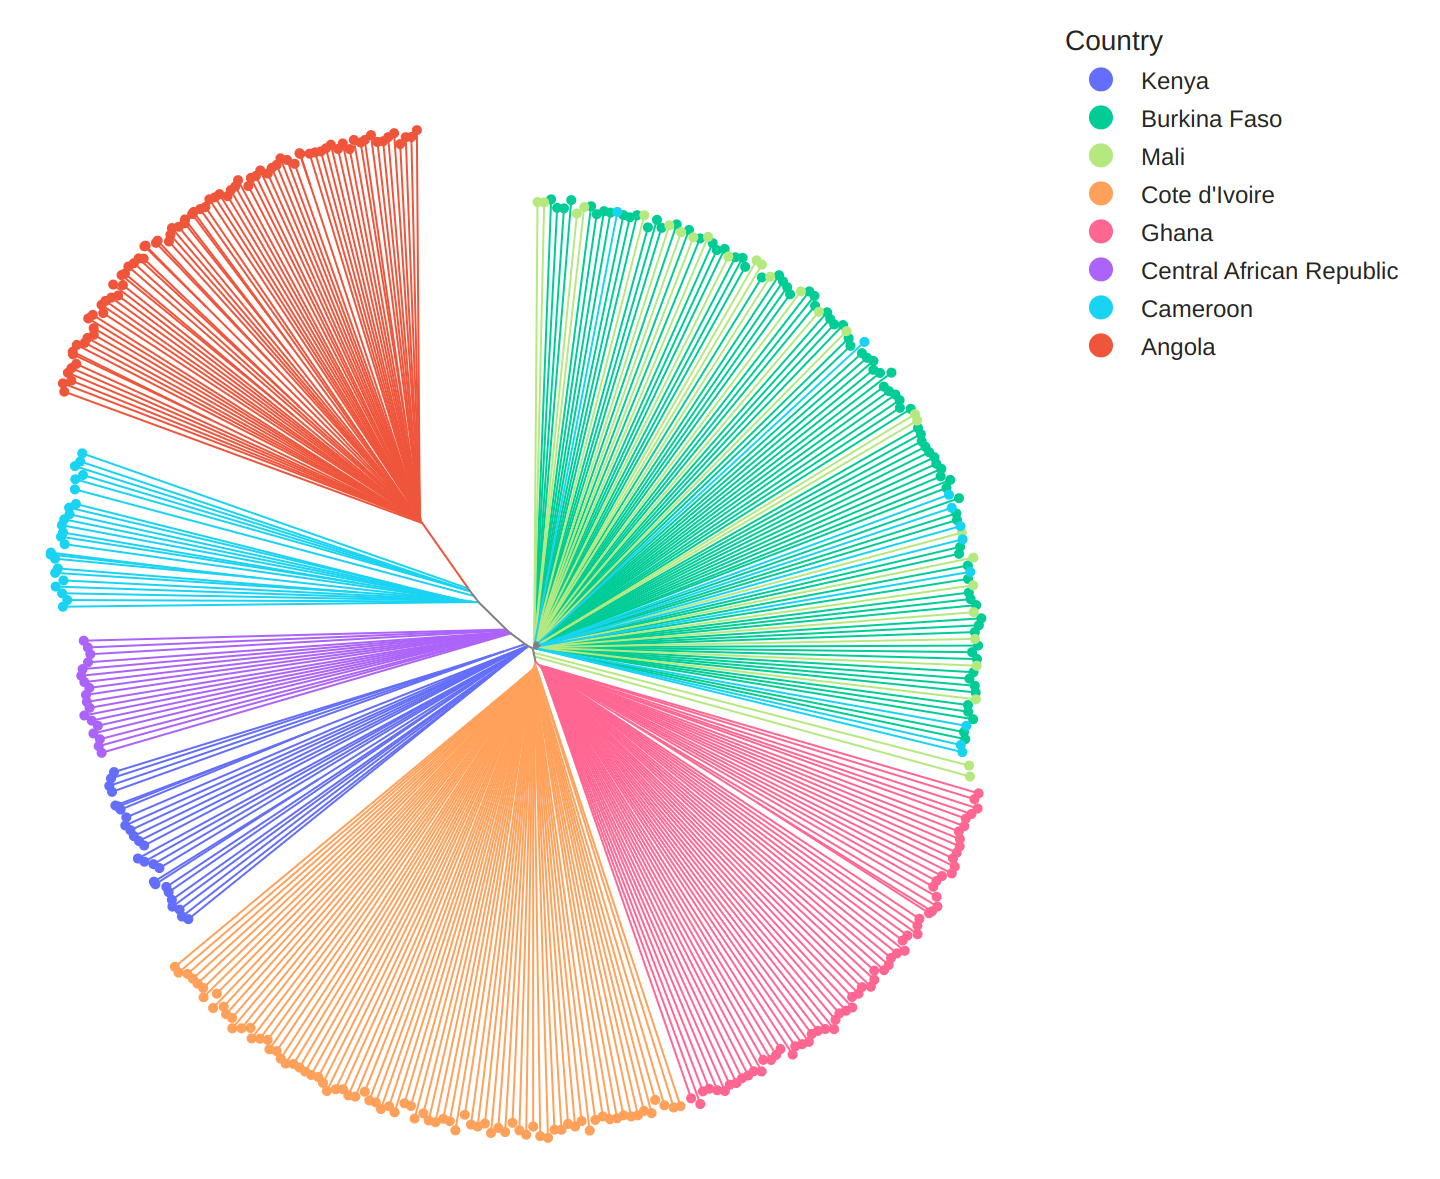 Country
Kenya
Burkina Faso
Mali
Cote d'Ivoire
Ghana
Central African Republic
Cameroon
Angola